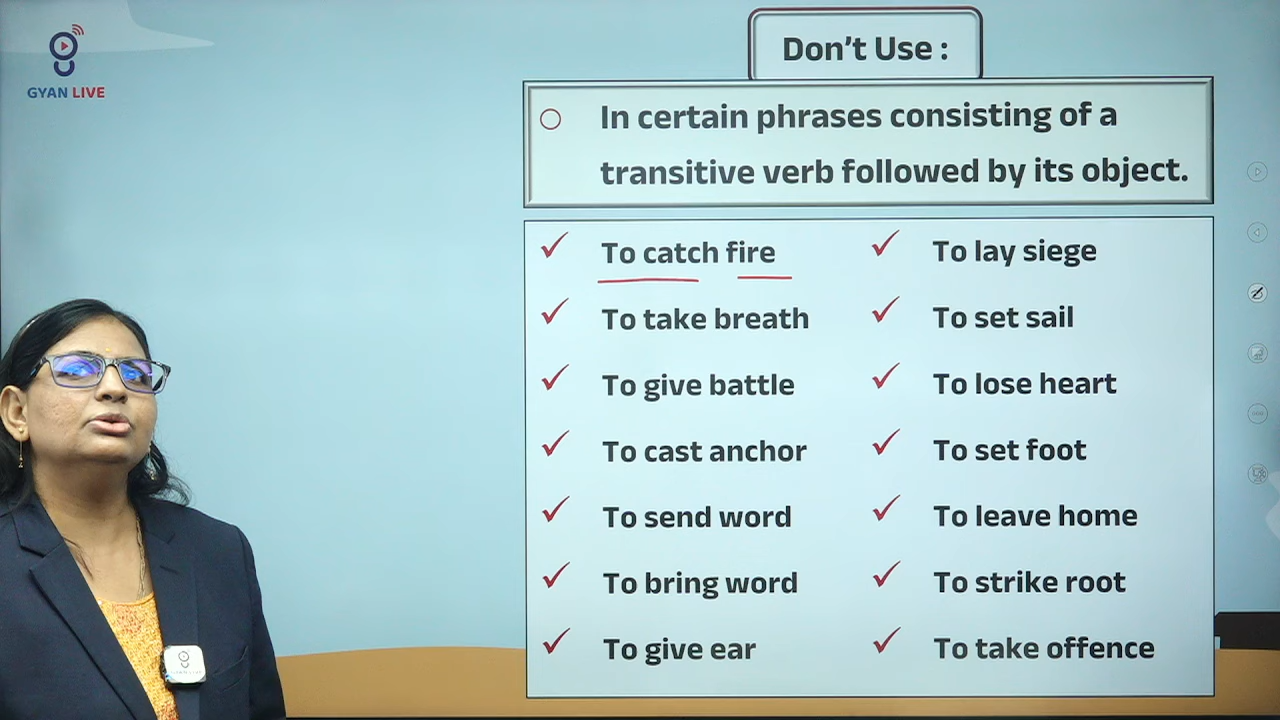 GYAN LIVE
Don't Use :
In certain phrases consisting of a
transitive verb followed by its object.
To catch fire
To take breath
To give battle
To cast anchor
To send word
To bring word
To give ear
To lay siege
To set sail
To lose heart
To set foot
To leave home
To strike root
To take offence